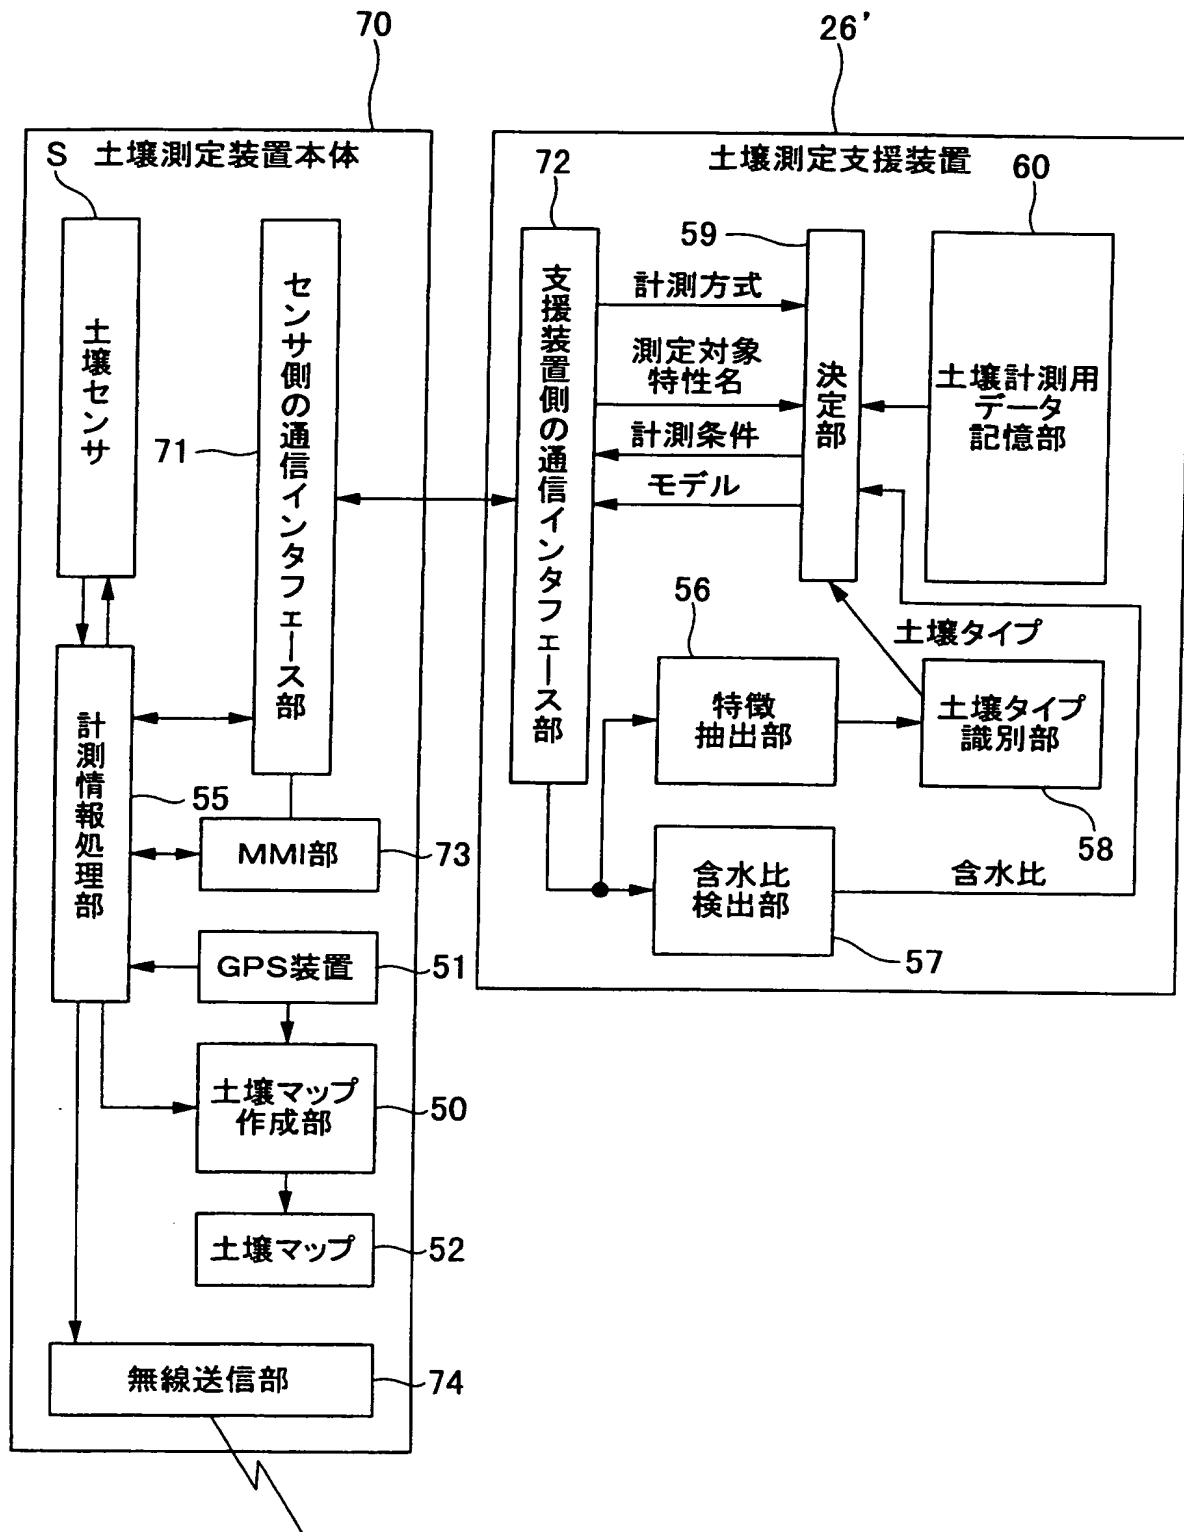 70
26’
S 土壌測定装置本体
土壌センサ
センサ側の通信インタフェース部
71
計測情報処理部
55
MMI部
73
GPS装置
51
土壌マップ
作成部
50
土壌マップ
52
無線送信部
74
土壌測定支援装置
72
支援装置側の通信インタフェース部
計測方式
測定対象
特性名
計測条件
モデル
59
決定部
60
土壌計測用
データ
記憶部
56
特徴
抽出部
土壌タイプ
土壌タイプ
識別部
58
含水比
検出部
57
含水比